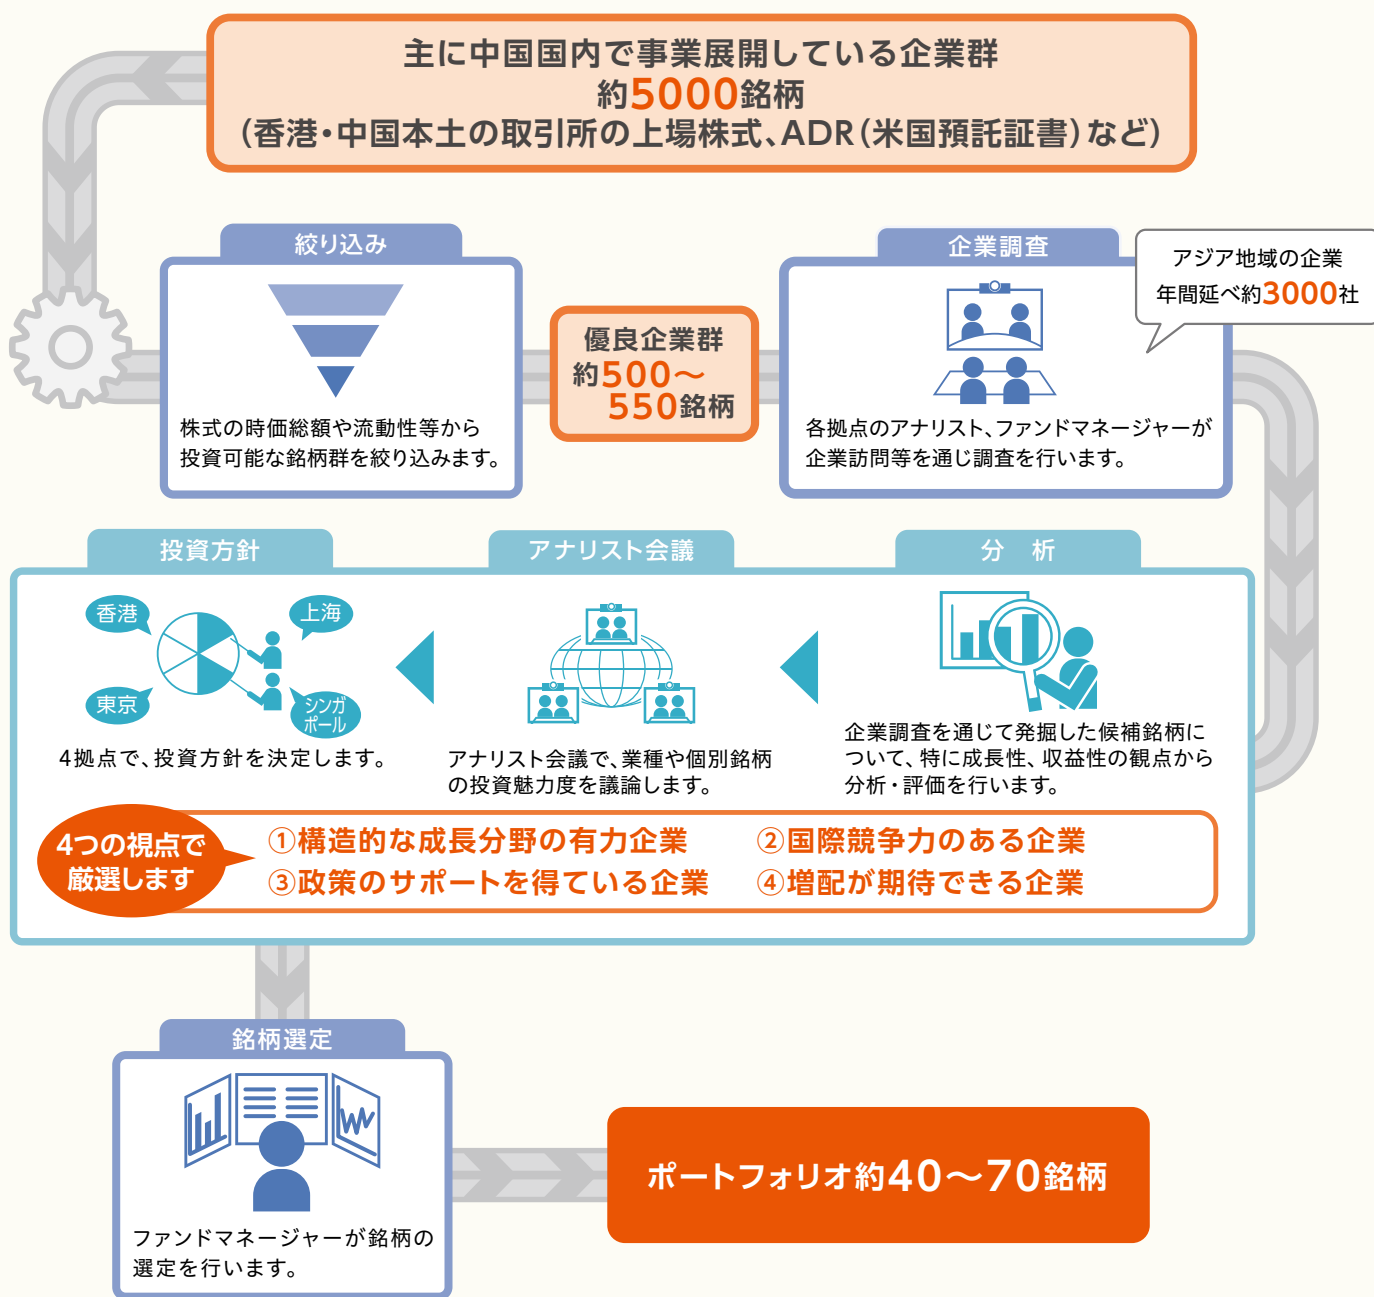 主に中国国内で事業展開している企業群
約5000銘柄
(香港・中国本土の取引所の上場株式、ADR(米国預託証書)など)
絞り込み
株式の時価総額や流動性等から
投資可能な銘柄群を絞り込みます。
優良企業群
約500〜
550銘柄
企業調査
アジア地域の企業
年間延べ約3000社
各拠点のアナリスト、ファンドマネージャーが
企業訪問等を通じ調査を行います。
分 析
企業調査を通じて発掘した候補銘柄に
ついて、特に成長性、収益性の観点から
分析・評価を行います。
アナリスト会議
アナリスト会議で、業種や個別銘柄
の投資魅力度を議論します。
投資方針
香港
上海
東京
シンガ
ポール
4拠点で、投資方針を決定します。
4つの視点で
厳選します
①構造的な成長分野の有力企業
②国際競争力のある企業
③政策のサポートを得ている企業
④増配が期待できる企業
銘柄選定
ファンドマネージャーが銘柄の
選定を行います。
ポートフォリオ約40〜70銘柄